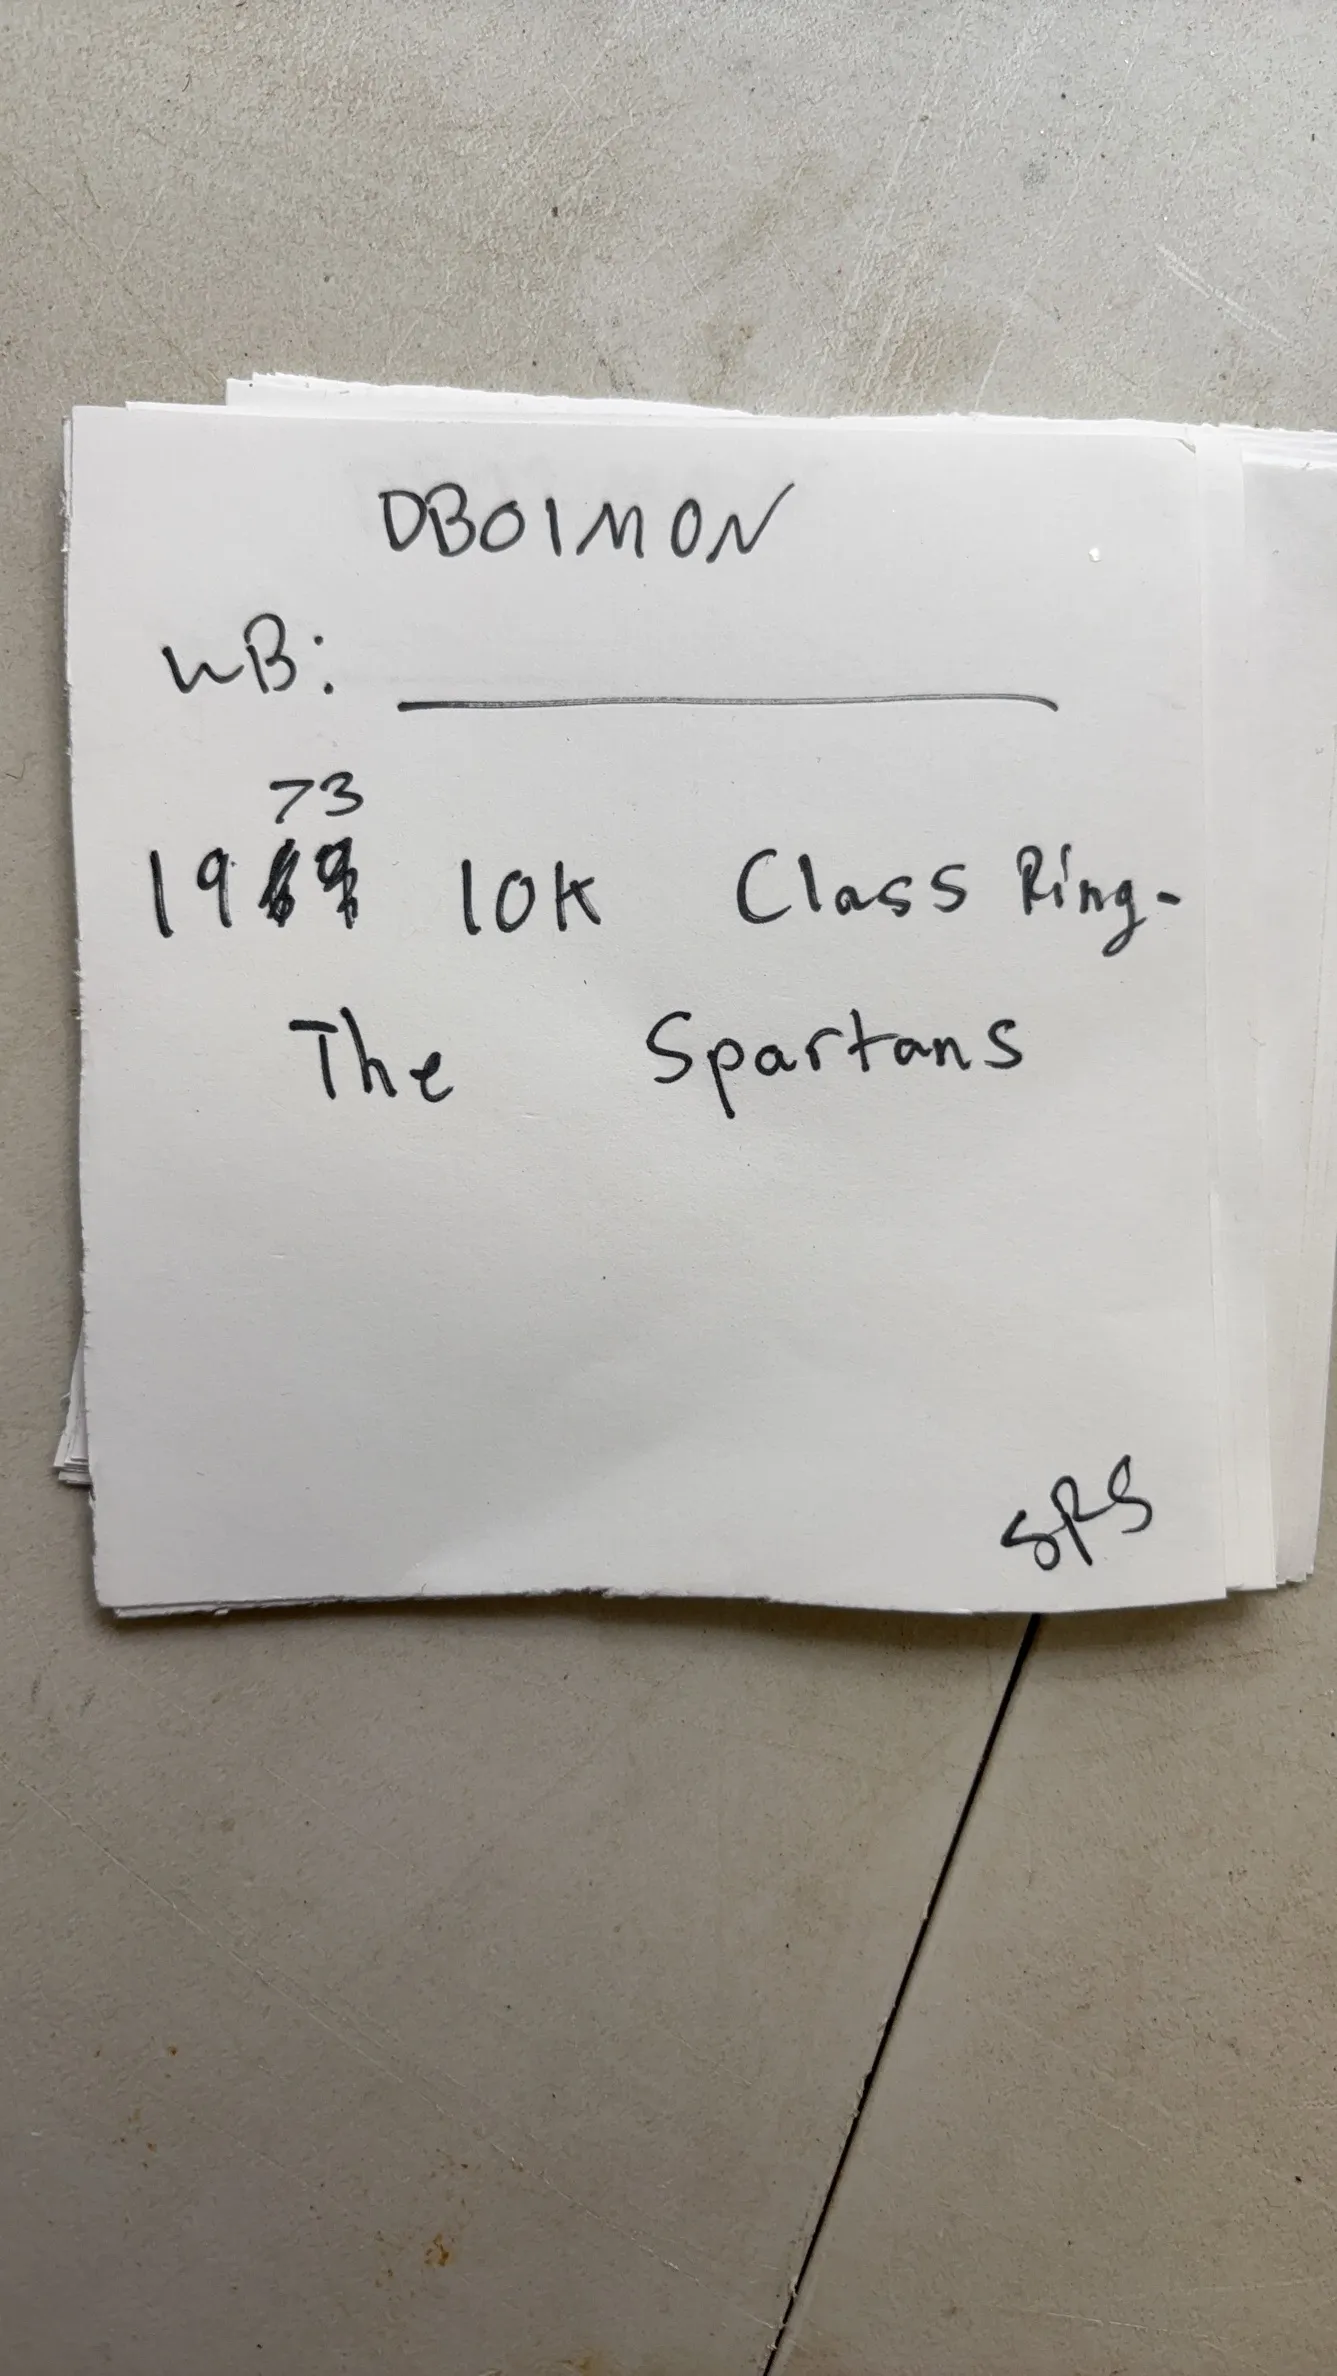 DBOIMON
WB:
73
19 10K Class Ring-
The Spartans
SRS